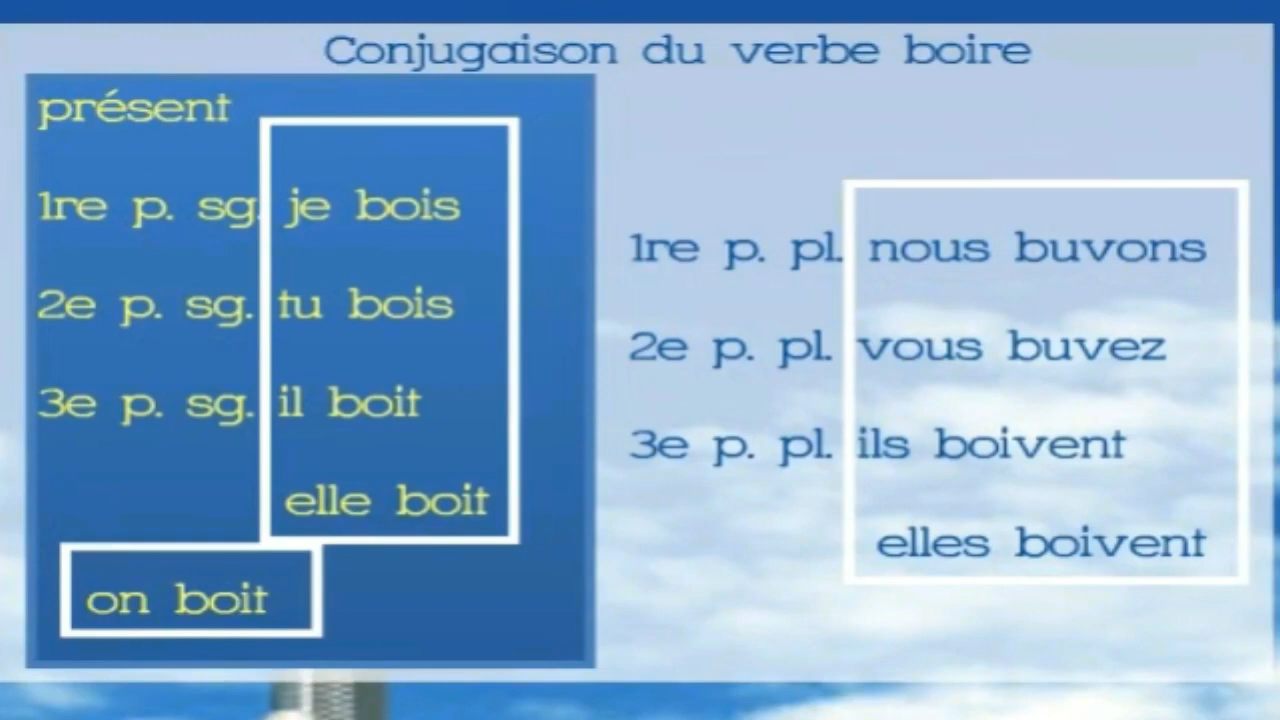 Conjugaison du verbe boire
présent
1re p. sg. je bois
2e p. sg. tu bois
3e p. sg. il boit
elle boit
on boit
1re p. pl. nous buvons
2e p. pl. vous buvez
3e p. pl. ils boivent
elles boivent